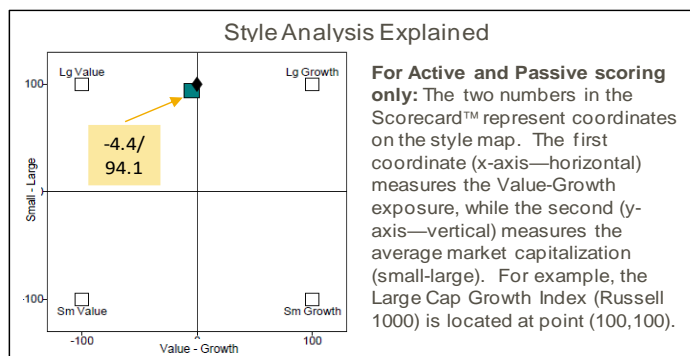 Style Analysis Explained
Lg Value
Lg Growth
100
-4.4/
94.1
Small - Large
0
-100
Sm Value
Sm Growth
-100
0
100
Value - Growth
For Active and Passive scoring
only: The two numbers in the
Scorecard™ represent coordinates
on the style map. The first
coordinate (x-axis—horizontal)
measures the Value-Growth
exposure, while the second (y-
axis—vertical) measures the
average market capitalization
(small-large). For example, the
Large Cap Growth Index (Russell
1000) is located at point (100,100).